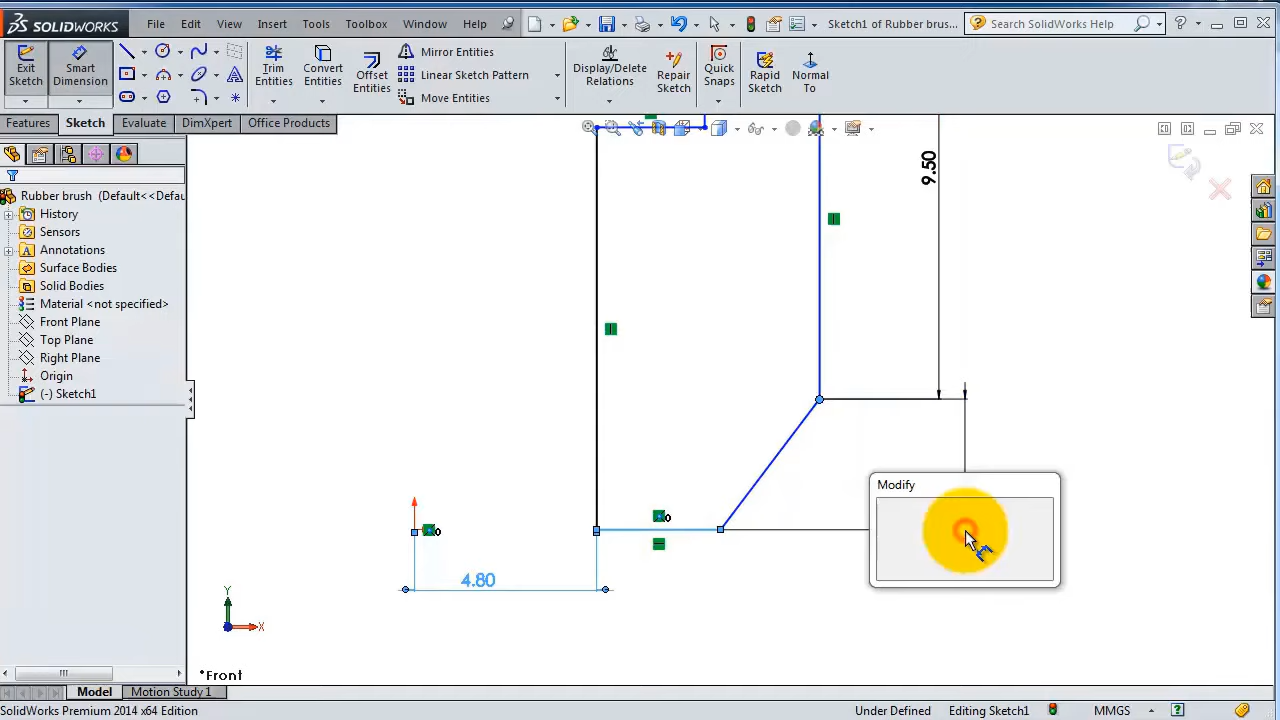 SOLIDWORKS File Edit View Insert Tools Toolbox Window Help Sketch1 of Rubber brus... Search SolidWorks Help
Exit Sketch
Smart Dimension
Trim Entities
Convert Entities
Offset Entities
Mirror Entities
Linear Sketch Pattern
Move Entities
Display/Delete Relations
Repair Sketch
Quick Snaps
Rapid Sketch
Normal To
Features Sketch Evaluate DimXpert Office Products
Rubber brush (Default<<Defau
History
Sensors
Annotations
Surface Bodies
Solid Bodies
Material <not specified>
Front Plane
Top Plane
Right Plane
Origin
(-) Sketch1
9.50
Modify
0
0
4.80
Y
X
*Front
Model Motion Study 1
SolidWorks Premium 2014 x64 Edition Under Defined Editing Sketch1 MMGS